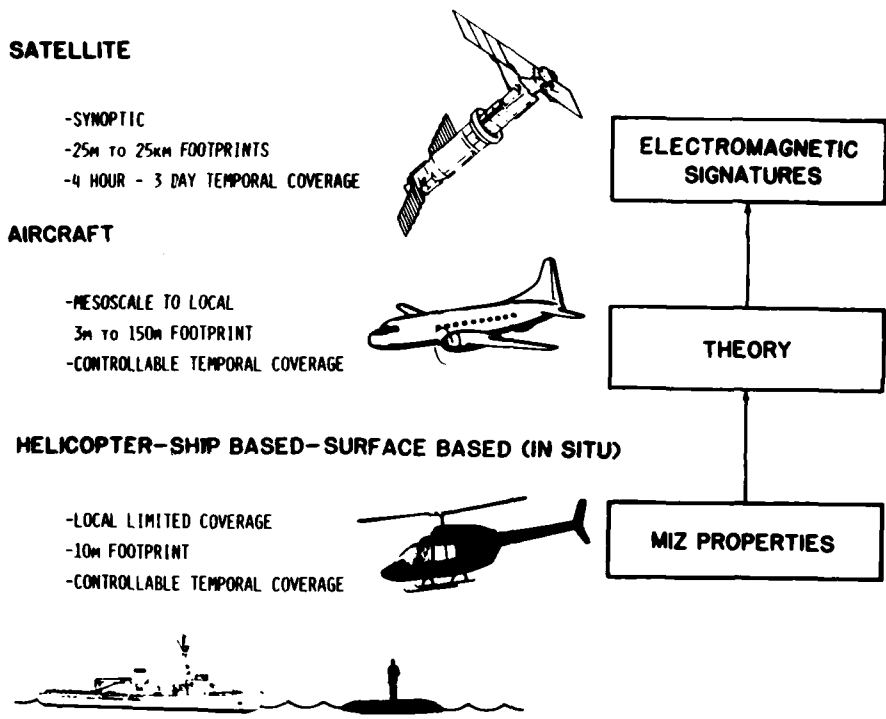 SATELLITE
-SYNOPTIC
-25M TO 25KM FOOTPRINTS
-4 HOUR - 3 DAY TEMPORAL COVERAGE
AIRCRAFT
-MESOSCALE TO LOCAL
3M TO 150M FOOTPRINT
-CONTROLLABLE TEMPORAL COVERAGE
HELICOPTER-SHIP BASED-SURFACE BASED (IN SITU)
-LOCAL LIMITED COVERAGE
-10M FOOTPRINT
-CONTROLLABLE TEMPORAL COVERAGE
ELECTROMAGNETIC
SIGNATURES
THEORY
MIZ PROPERTIES